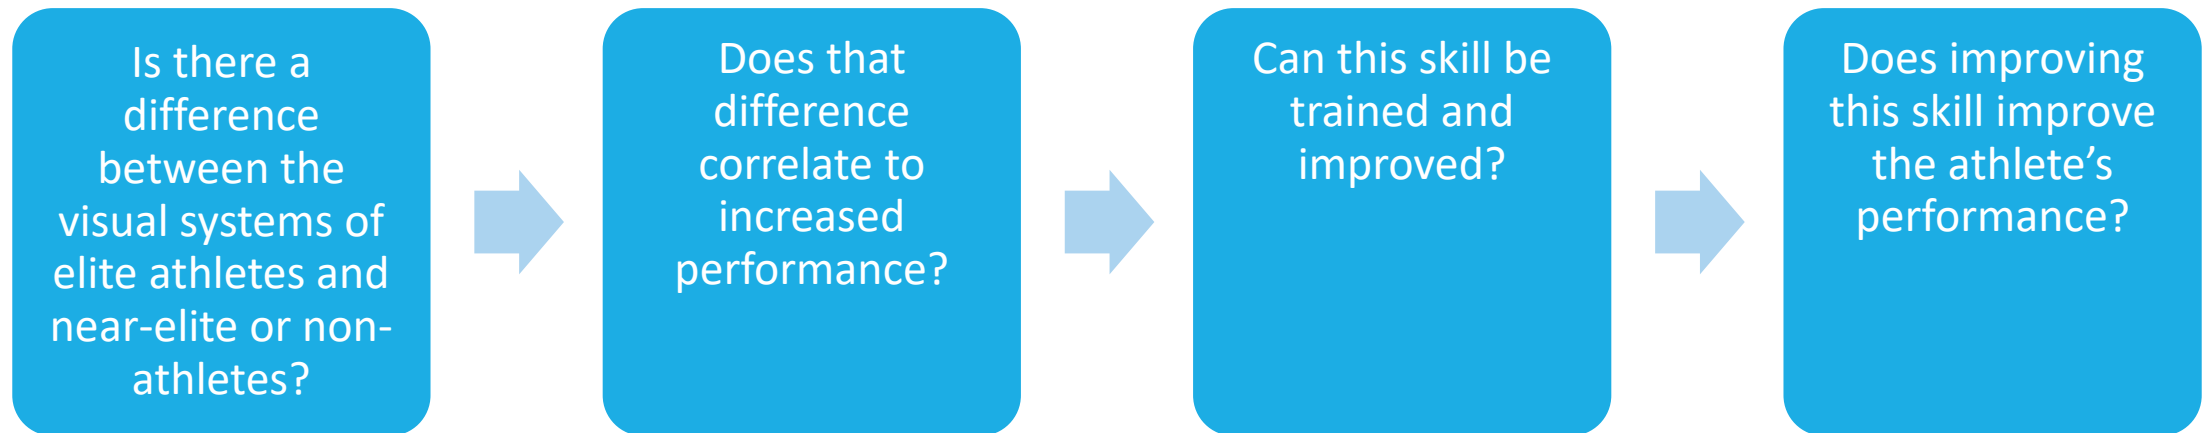 Is there a
difference
between the
visual systems of
elite athletes and
near-elite or non-
athletes?
Does that
difference
correlate to
increased
performance?
Can this skill be
trained and
improved?
Does improving
this skill improve
the athlete’s
performance?